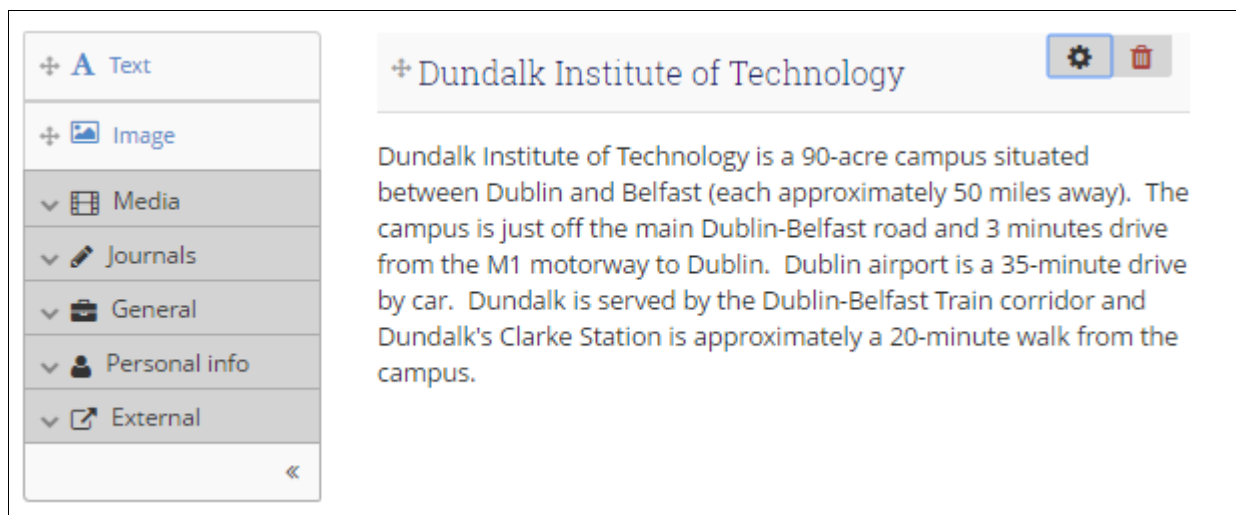 Text
Image
Media
Journals
General
Personal info
External
«
Dundalk Institute of Technology
Dundalk Institute of Technology is a 90-acre campus situated
between Dublin and Belfast (each approximately 50 miles away).  The
campus is just off the main Dublin-Belfast road and 3 minutes drive
from the M1 motorway to Dublin.  Dublin airport is a 35-minute drive
by car.  Dundalk is served by the Dublin-Belfast Train corridor and
Dundalk's Clarke Station is approximately a 20-minute walk from the
campus.